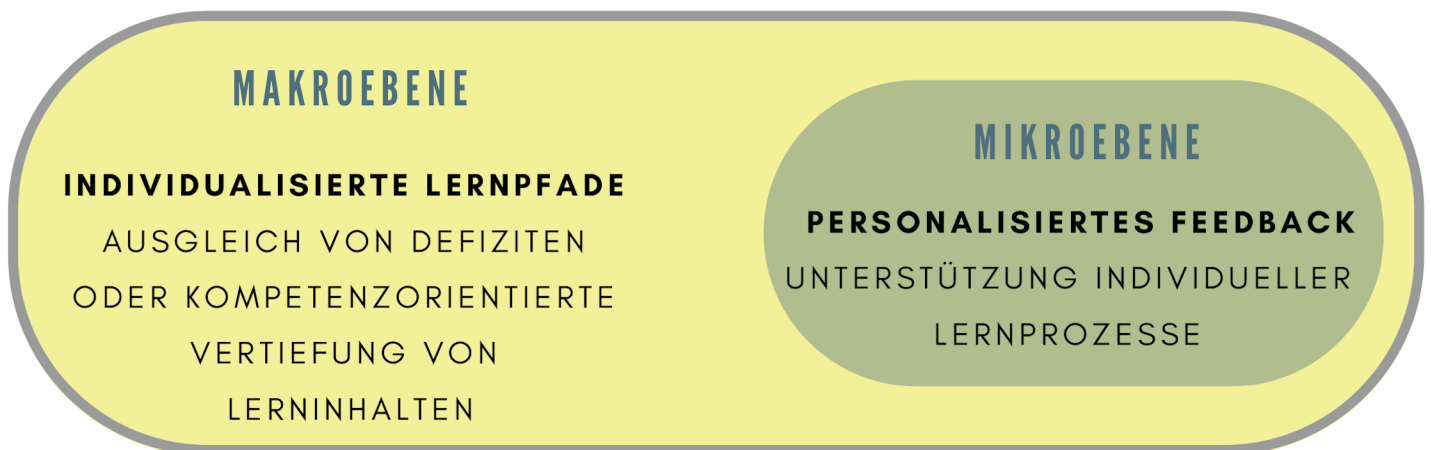 MAKROEBENE
INDIVIDUALISIERTE LERNPFADE
AUSGLEICH VON DEFIZITEN
ODER KOMPETENZORIENTIERTE
VERTIEFUNG VON
LERNINHALTEN
MIKROEBENE
PERSONALISIERTES FEEDBACK
UNTERSTÜTZUNG INDIVIDUELLER
LERNPROZESSE